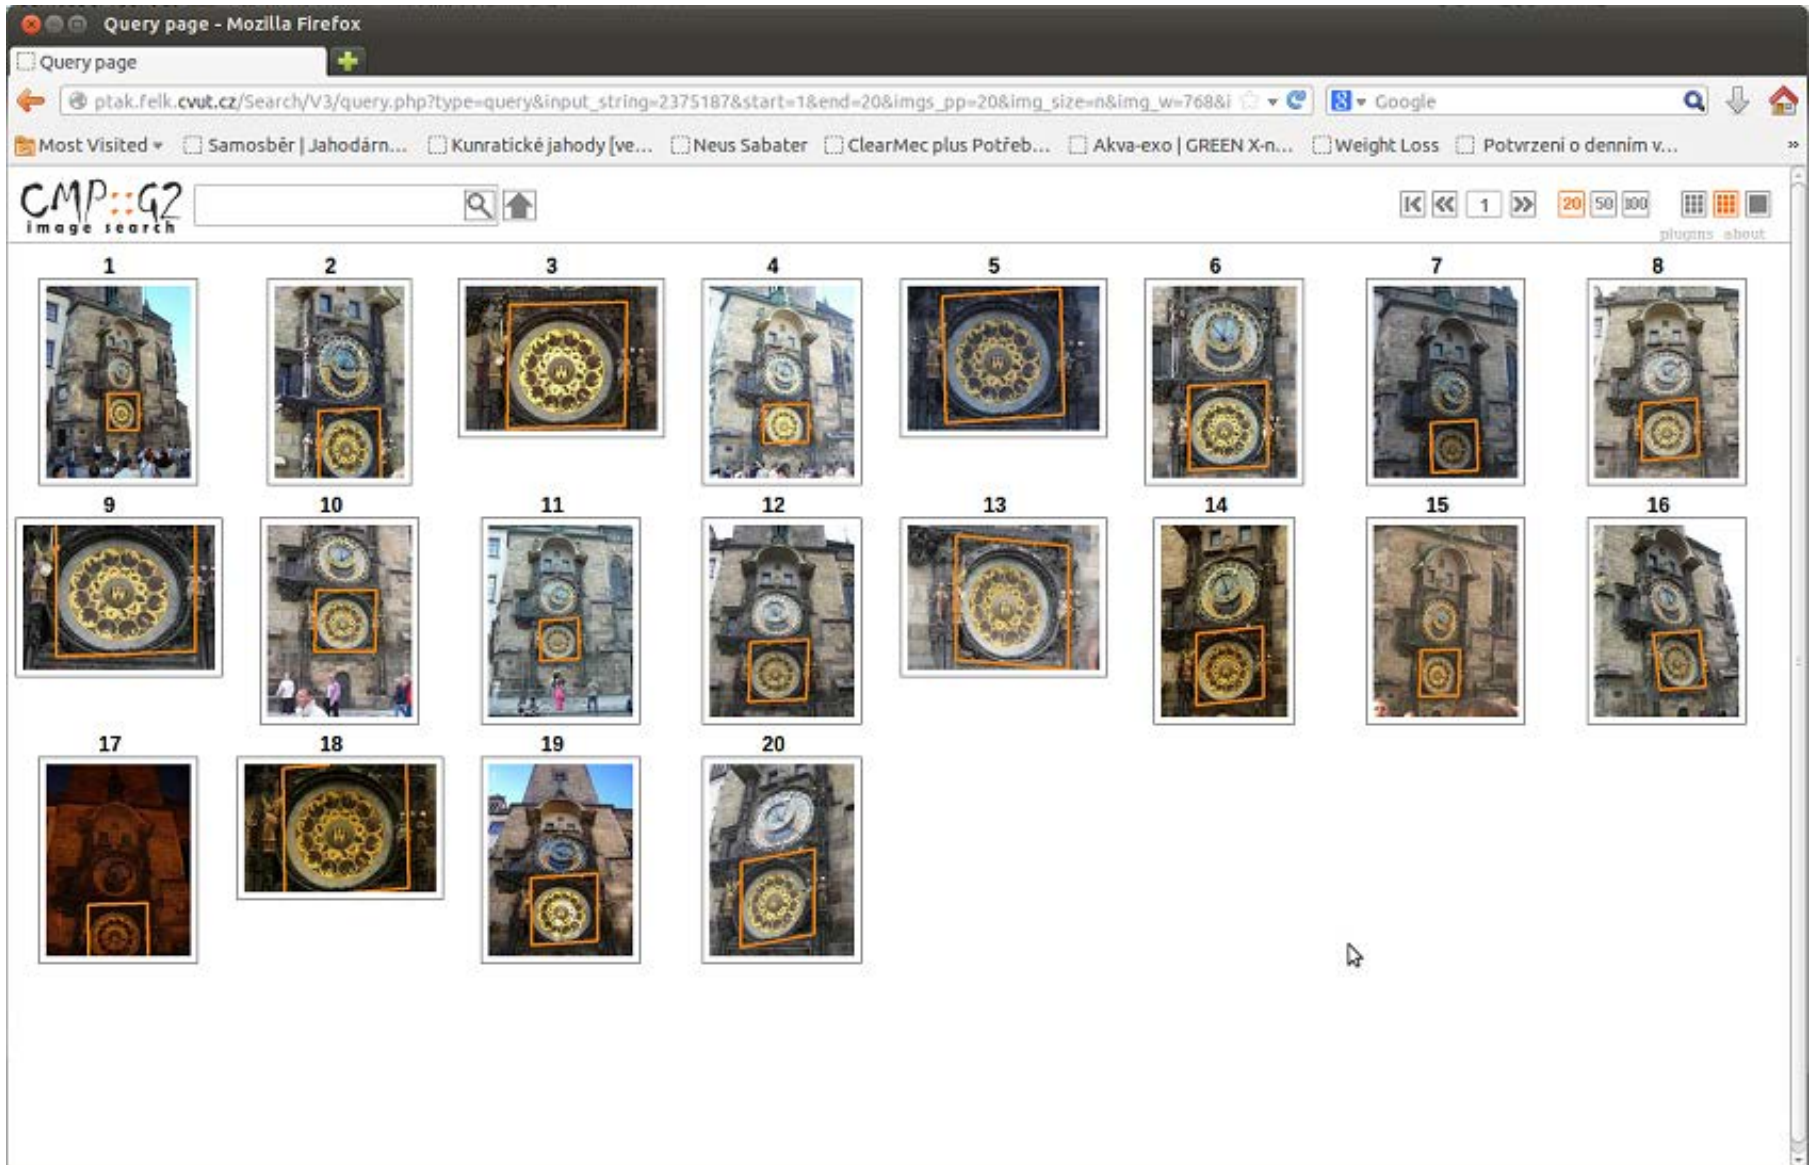 Query page - Mozilla Firefox
Query page
ptak.felk.cvut.cz/Search/V3/query.php?type=query&input_string=2375187&start=1&end=20&imgs_pp=20&img_size=n&img_w=768&i
Google
Most Visited Samosběr | Jahodárn... Kunratické jahody [ve... Neus Sabater ClearMec plus Potřeb... Akva-exo | GREEN X-n... Weight Loss Potvrzení o denním v... »
CMP::G2
image search
1 20 50 100
plugins about
1 2 3 4 5 6 7 8
9 10 11 12 13 14 15 16
17 18 19 20